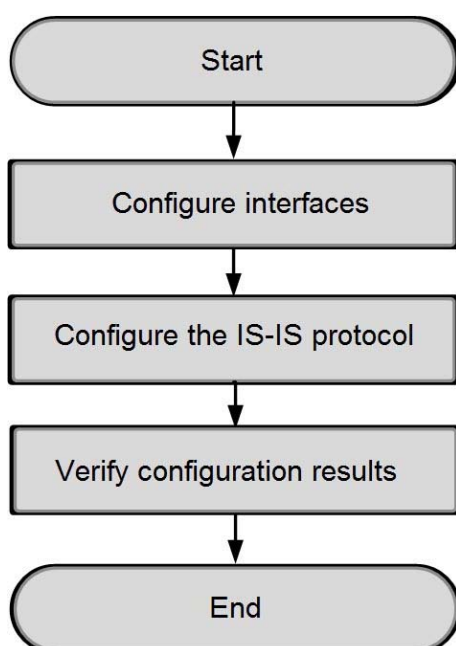 Start
Configure interfaces
Configure the IS-IS protocol
Verify configuration results
End